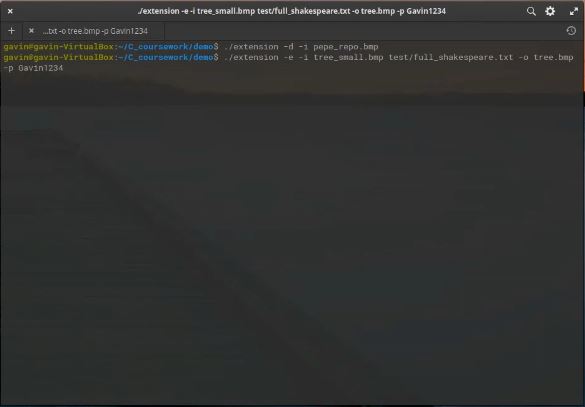 ./extension -e -i tree_small.bmp test/full_shakespeare.txt -o tree.bmp -p Gavin1234
...txt -o tree.bmp -p Gavin1234
gavin@gavin-VirtualBox:~/C_coursework/demo$ ./extension -d -i pepe_repo.bmp
gavin@gavin-VirtualBox:~/C_coursework/demo$ ./extension -e -i tree_small.bmp test/full_shakespeare.txt -o tree.bmp
-p Gavin1234